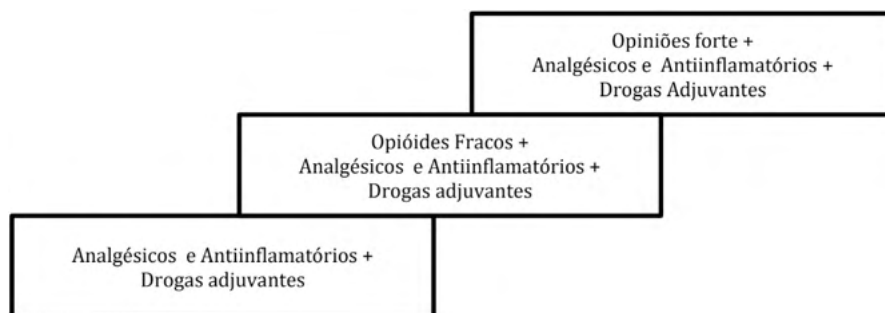 Opiniões forte +
Analgésicos e Antiinflamatórios +
Drogas Adjuvantes
Opióides Fracos +
Analgésicos e Antiinflamatórios +
Drogas adjuvantes
Analgésicos e Antiinflamatórios +
Drogas adjuvantes